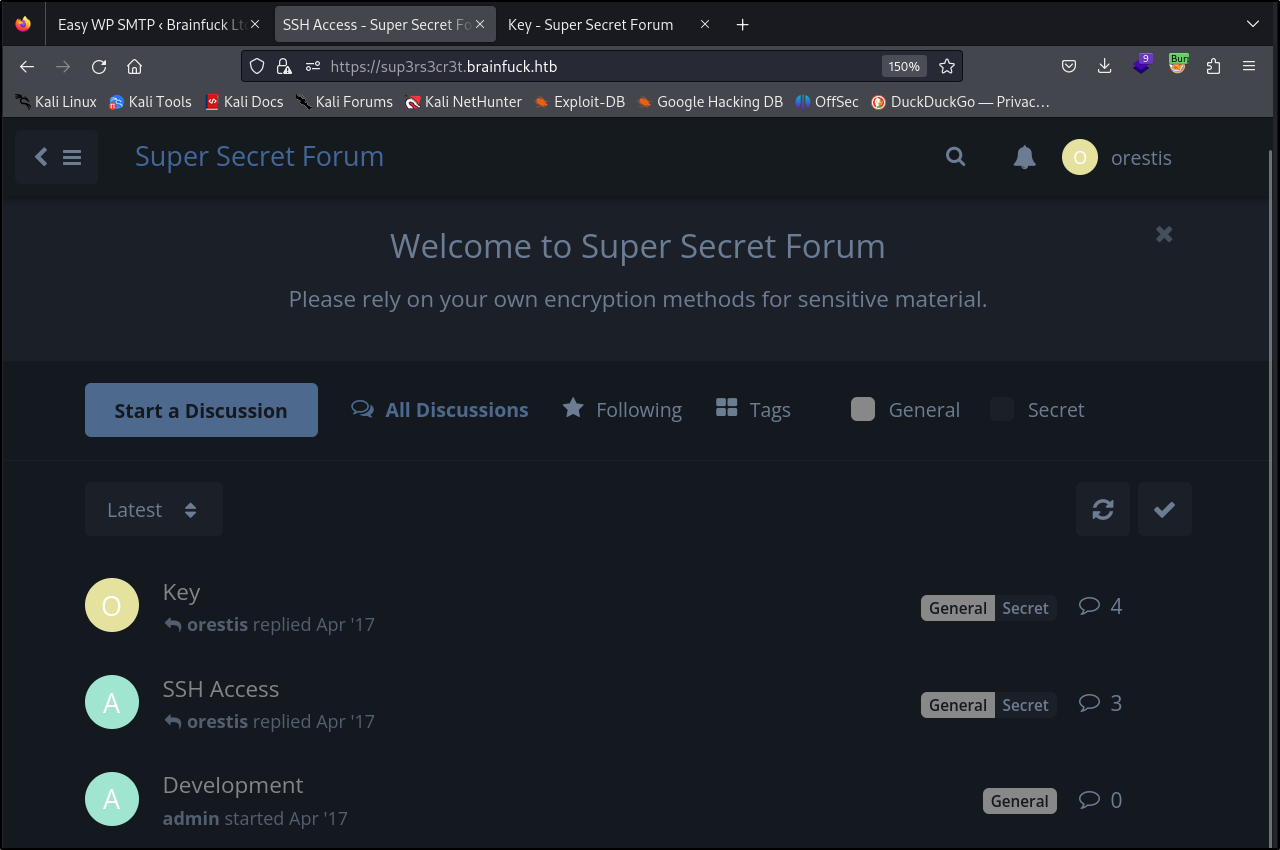 Easy WP SMTP ‹ Brainfuck Lt
SSH Access - Super Secret Fo
Key - Super Secret Forum
https://sup3rs3cr3t.brainfuck.htb
150%
9
Bur
Kali Linux
Kali Tools
Kali Docs
Kali Forums
Kali NetHunter
Exploit-DB
Google Hacking DB
OffSec
DuckDuckGo — Privac…
Super Secret Forum
O
orestis
Welcome to Super Secret Forum
Please rely on your own encryption methods for sensitive material.
Start a Discussion
All Discussions
Following
Tags
General
Secret
Latest
O
Key
orestis replied Apr '17
General Secret
4
A
SSH Access
orestis replied Apr '17
General Secret
3
A
Development
admin started Apr '17
General
0